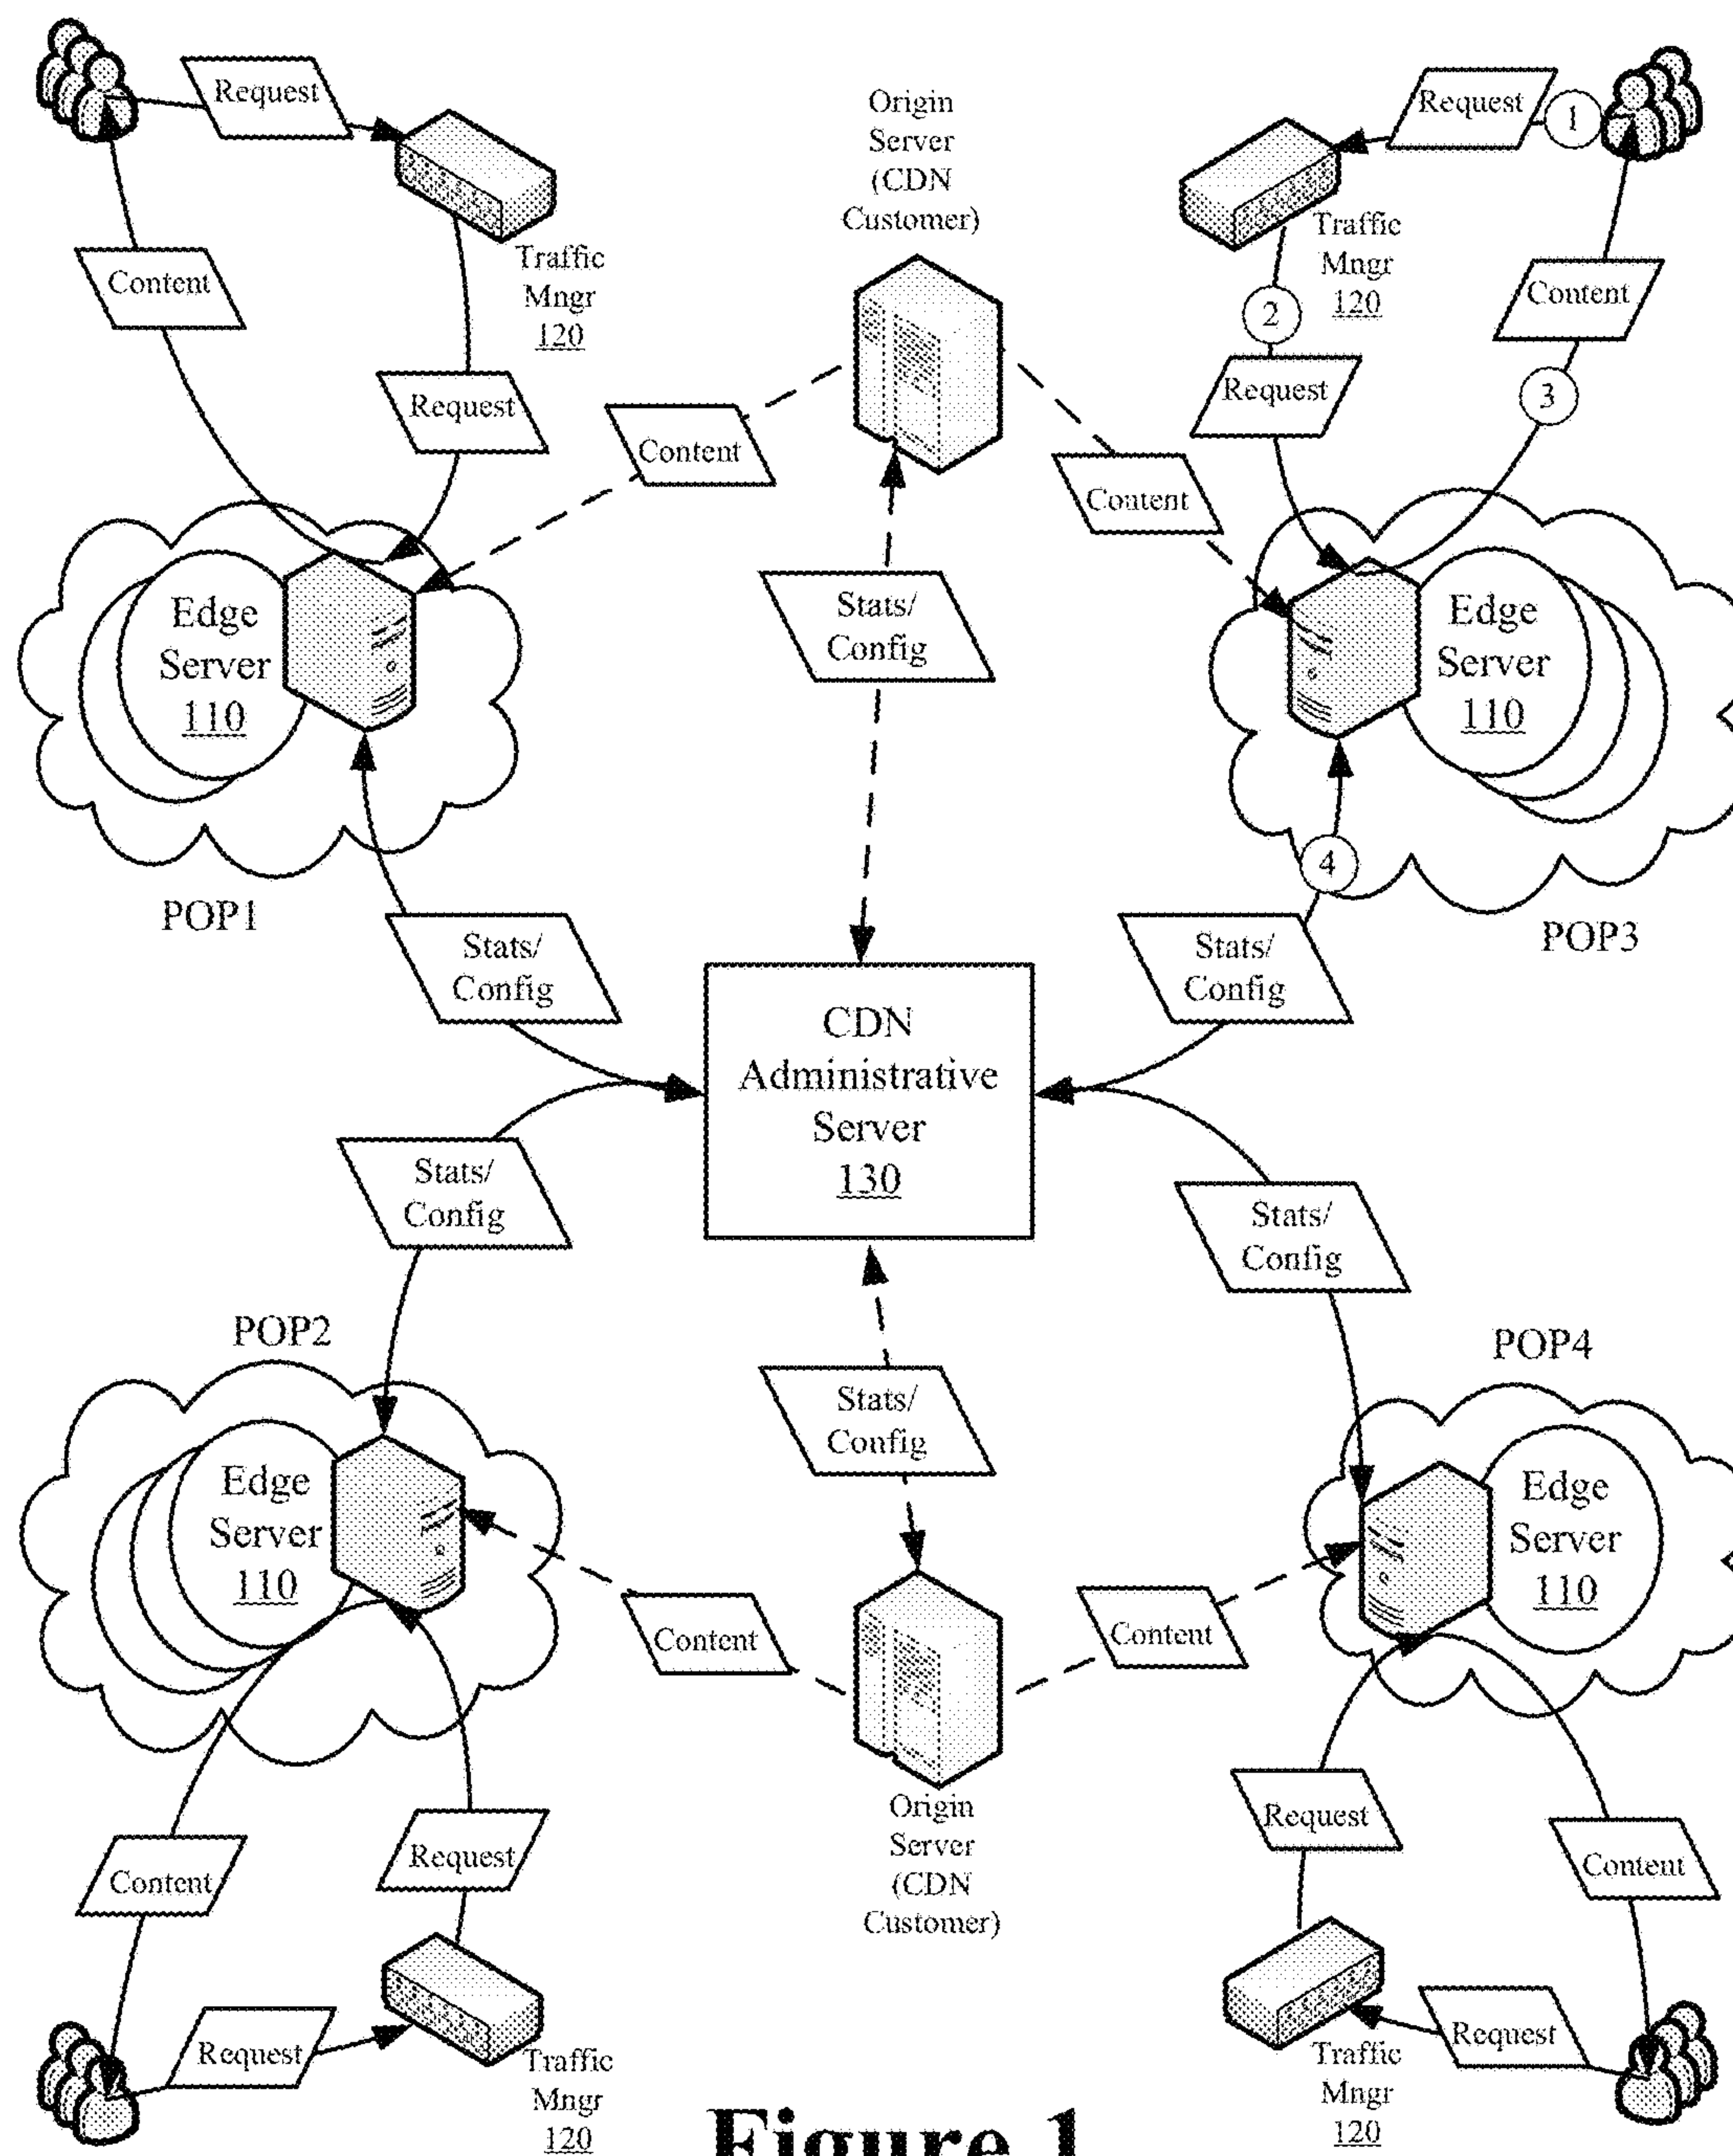 Request
Origin
Server
(CDN
Customer)
Request
1
Traffic
Mngr
120
Content
Traffic
Mngr
120
2
Content
Request
Content
Request
3
Content
Content
Stats/
Config
Edge
Server
110
Edge
Server
110
4
POP1
POP3
Stats/
Config
Stats/
Config
CDN
Administrative
Server
130
Stats/
Config
Stats/
Config
POP2
POP4
Stats/
Config
Edge
Server
110
Edge
Server
110
Content
Content
Request
Content
Request
Content
Origin
Server
(CDN
Customer)
Request
Traffic
Mngr
120
Request
Traffic
Mngr
120
Figure 1